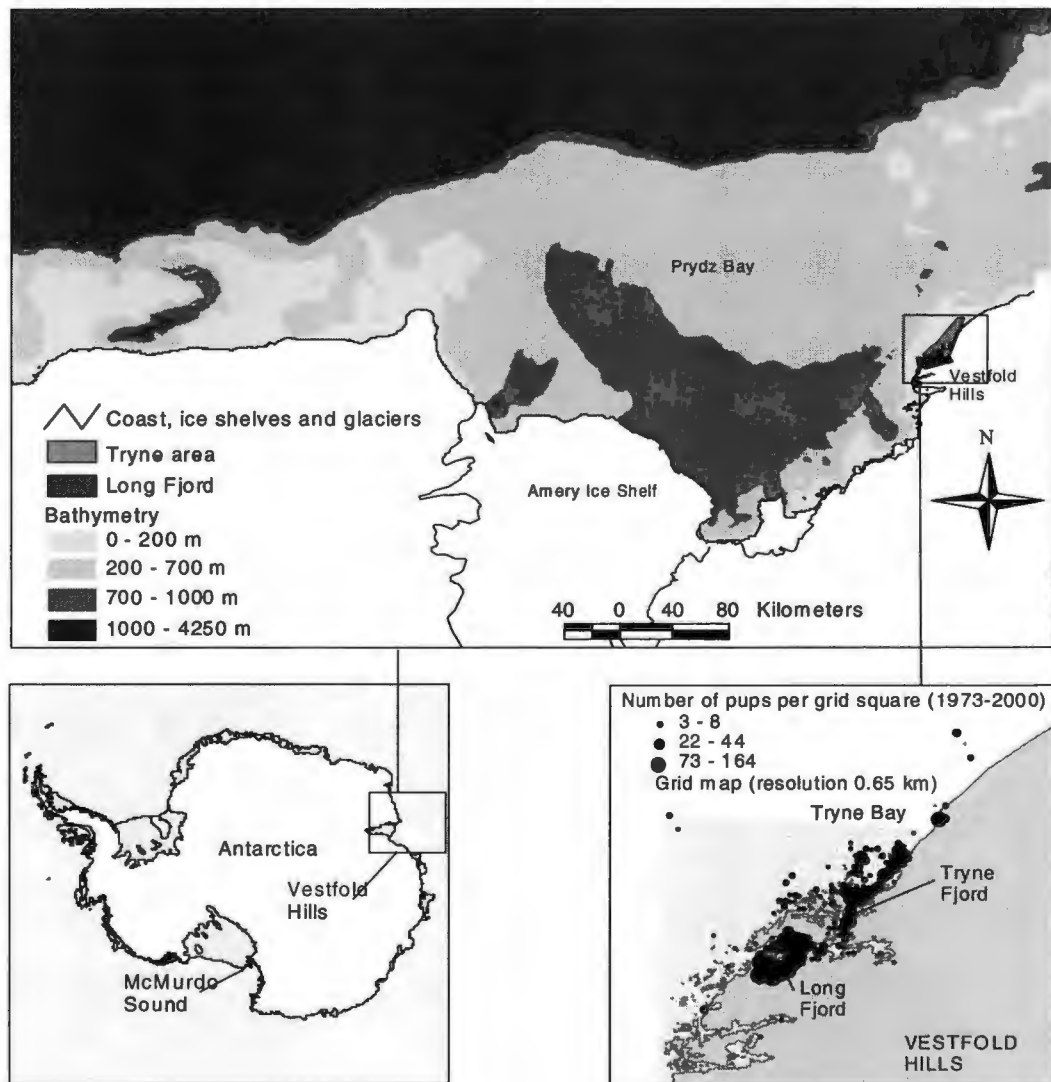 Prydz Bay
Vestfold
Hills
Coast, ice shelves and glaciers
Tryne area
Long Fjord
Bathymetry
0 - 200 m
200 - 700 m
700 - 1000 m
1000 - 4250 m
Amery Ice Shelf
N
40 0 40 80 Kilometers
Antarctica
Vestfold
Hills
McMurdo
Sound
Number of pups per grid square (1973-2000)
3 - 8
22 - 44
73 - 164
Grid map (resolution 0.65 km)
Tryne Bay
Tryne
Fjord
Long
Fjord
VESTFOLD
HILLS